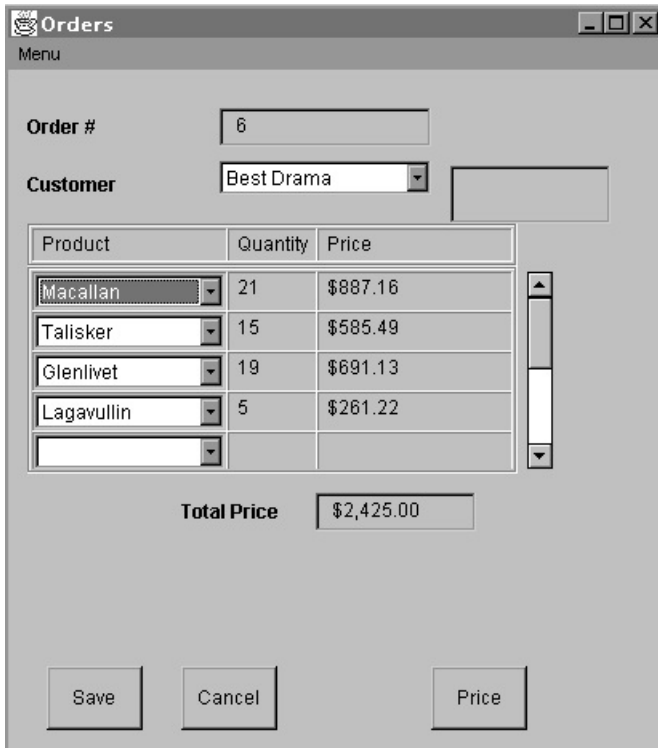 Orders
Menu
Order # 6
Customer Best Drama
Product Quantity Price
Macallan 21 $887.16
Talisker 15 $585.49
Glenlivet 19 $691.13
Lagavullin 5 $261.22
Total Price $2,425.00
Save Cancel Price